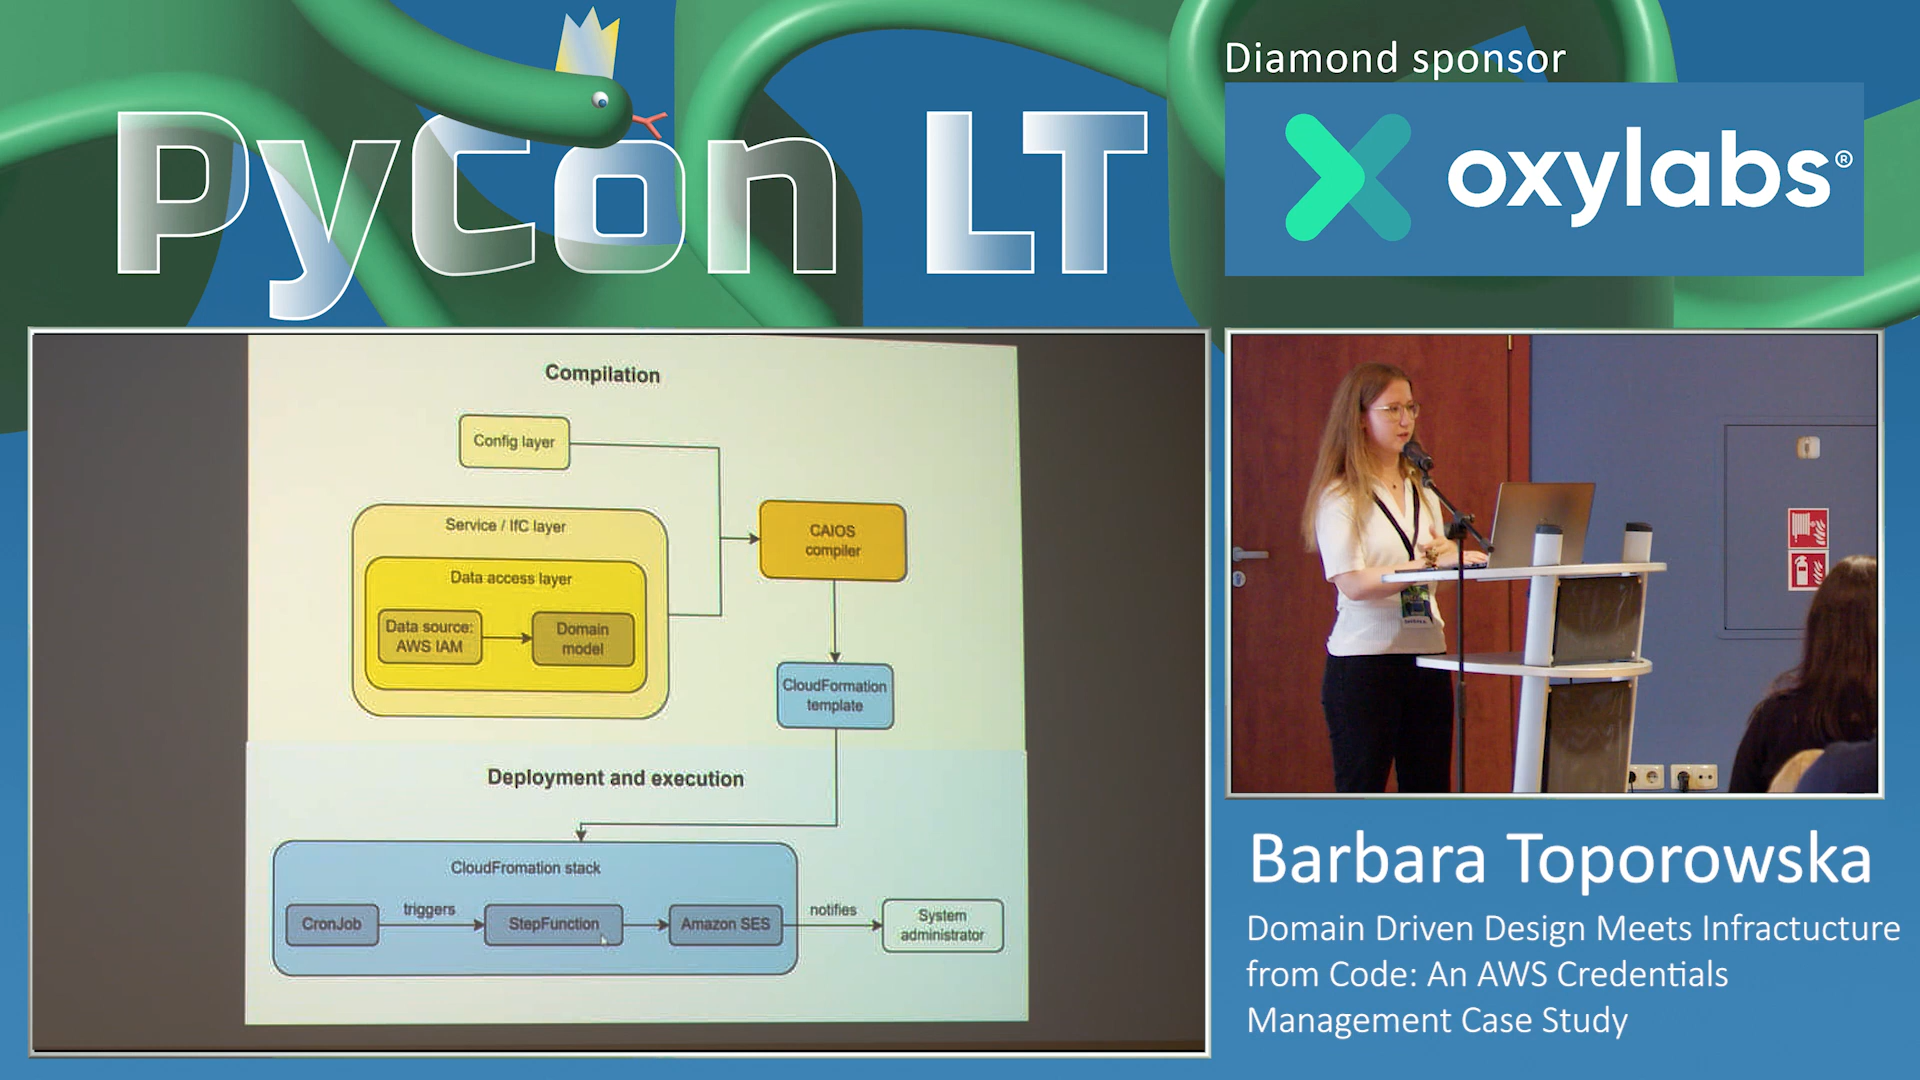 PyCon LT
Diamond sponsor
oxylabs®
Compilation
Config layer
Service / IfC layer
Data access layer
Data source:
AWS IAM
Domain
model
CAIOS
compiler
CloudFormation
template
Deployment and execution
CloudFromation stack
CronJob
triggers
StepFunction
Amazon SES
notifies
System
administrator
Barbara Toporowska
Domain Driven Design Meets Infractucture
from Code: An AWS Credentials
Management Case Study